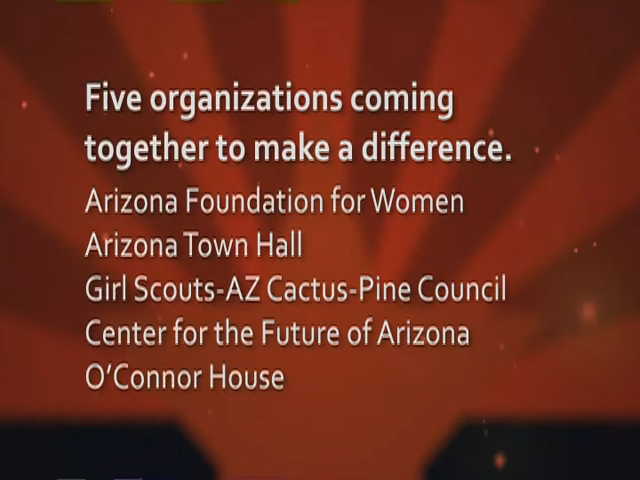 Five organizations coming
together to make a difference.
Arizona Foundation for Women
Arizona Town Hall
Girl Scouts-AZ Cactus-Pine Council
Center for the Future of Arizona
O’Connor House